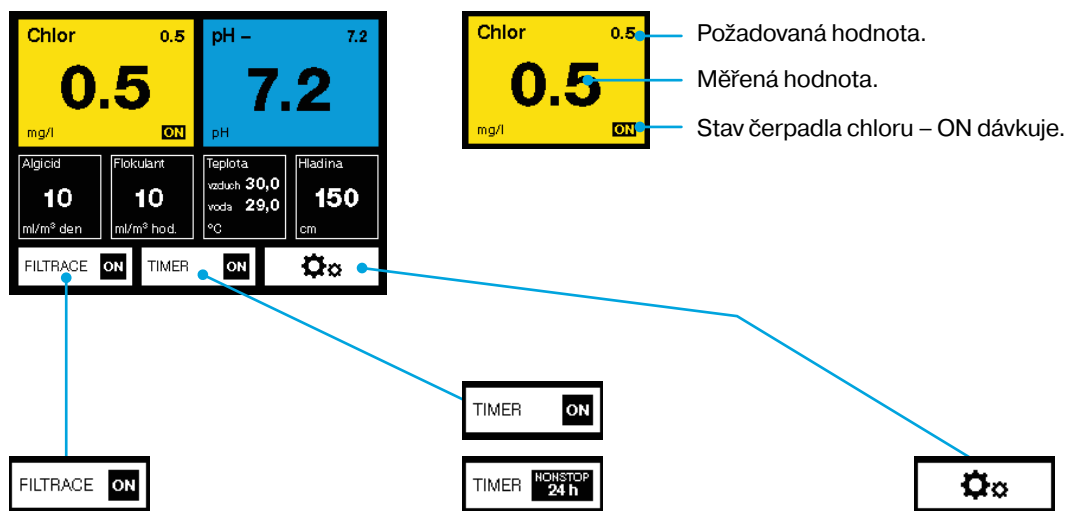 Chlor 0.5
0.5
mg/l ON
pH – 7.2
7.2
pH
Algicid
10
ml/m³ den
Flokulant
10
ml/m³ hod.
Teplota
vzduch 30,0
voda 29,0
°C
Hladina
150
cm
FILTRACE ON
TIMER ON
Chlor 0.5
0.5
mg/l ON
Požadovaná hodnota.
Měřená hodnota.
Stav čerpadla chloru – ON dávkuje.
TIMER ON
FILTRACE ON
TIMER NONSTOP
24 h